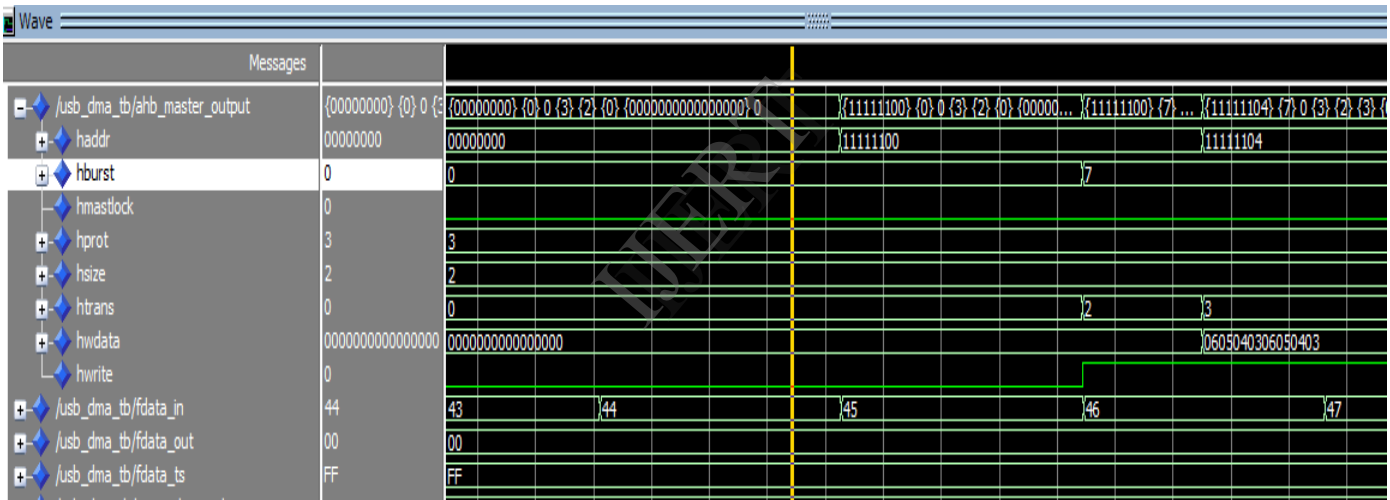 Wave
Messages
/usb_dma_tb/ahb_master_output {00000000} {0} 0 {3 {00000000} {0} 0 {3} {2} {0} {0000000000000000} 0 {11111100} {0} 0 {3} {2} {0} {00000... {11111100} {7} ... {11111104} {7} 0 {3} {2} {3} {
haddr 00000000 00000000 11111100 11111104
hburst 0 0 7
hmastlock 0
hprot 3 3
hsize 2 2
htrans 0 0 2 3
hwdata 0000000000000000 0000000000000000 0605040306050403
hwrite 0
/usb_dma_tb/fdata_in 44 43 44 45 46 47
/usb_dma_tb/fdata_out 00 00
/usb_dma_tb/fdata_ts FF FF
IJERT